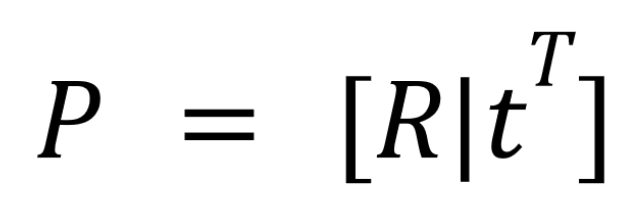 P = [R|t^T]